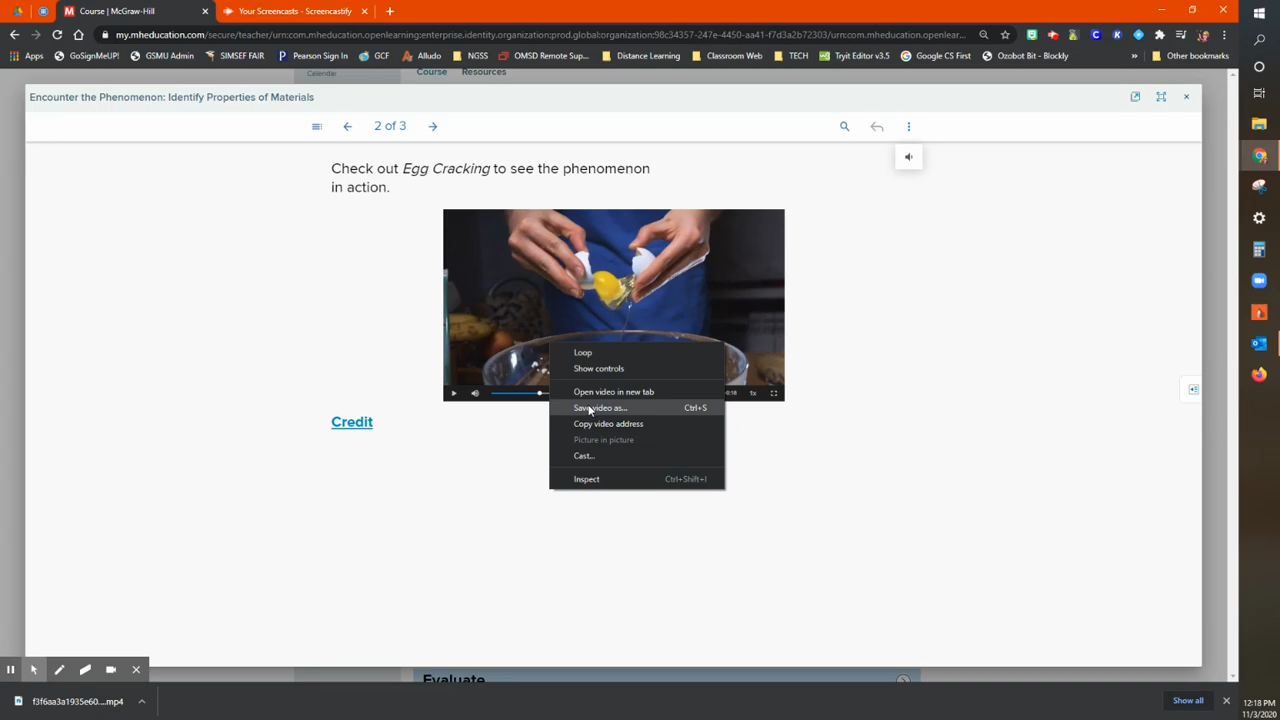 Course | McGraw-Hill
Your Screencasts - Screencastify
my.mheducation.com/secure/teacher/urn:com.mheducation.openlearning:enterprise.identity.organization:prod.global:organization:98c34357-247e-4450-aa41-f7d3a2b72303/urn:com.mheducation.openlear...
Apps
GoSignMeUP!
GSMU Admin
SIMSEF FAIR
Pearson Sign In
GCF
Alludo
OMSD Remote Sup...
Distance Learning
Classroom Web
TECH
Tryit Editor v3.5
Google CS First
Ozobot Bit - Blockly
»
Other bookmarks
Calendar
Course
Resources
Encounter the Phenomenon: Identify Properties of Materials
2 of 3
Check out Egg Cracking to see the phenomenon
in action.
Loop
Show controls
Open video in new tab
Save video as... Ctrl+S
Copy video address
Picture in picture
Cast...
Inspect Ctrl+Shift+I
-0:18
1x
Credit
Evaluate
f3f6aa3a1935e60....mp4
Show all
12:18 PM
11/3/2020